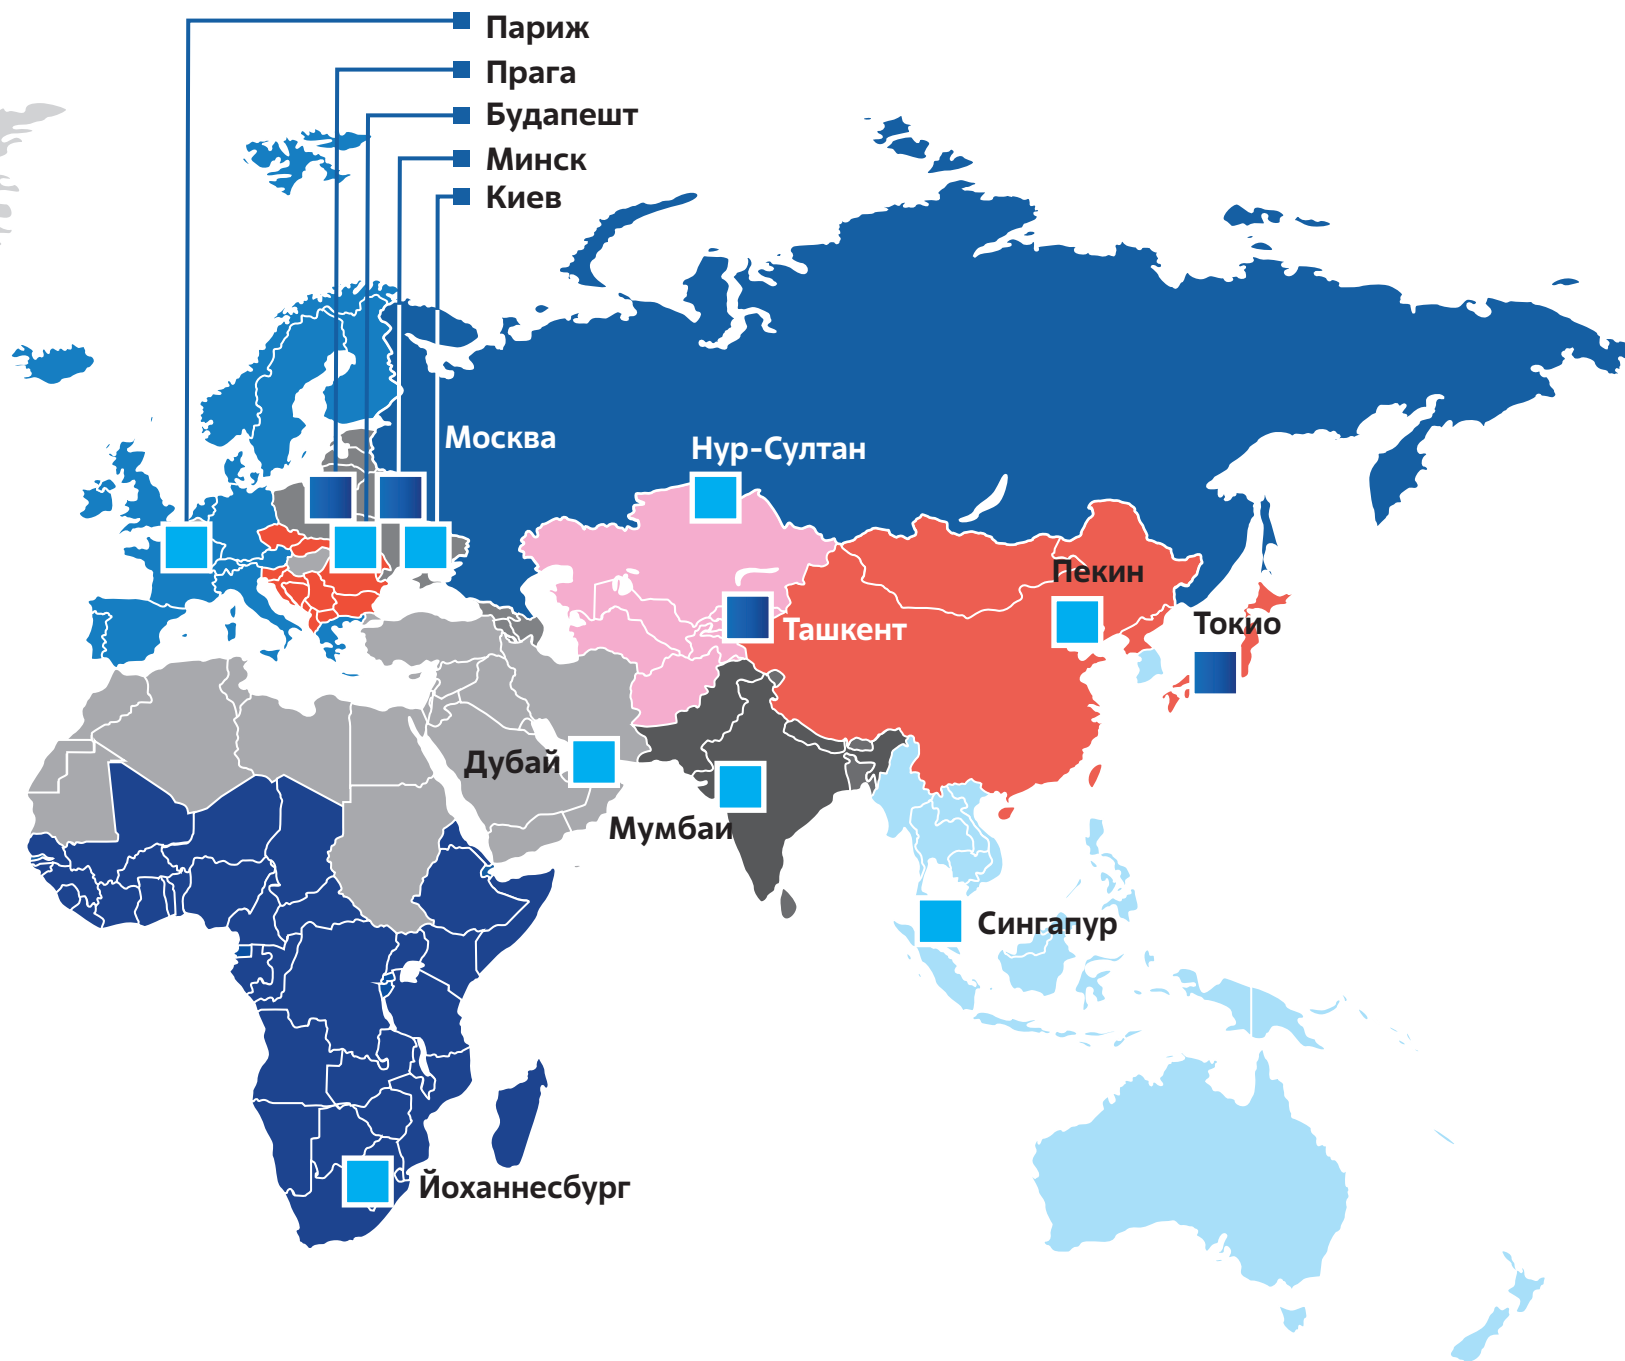 Париж
Прага
Будапешт
Минск
Киев
Москва
Нур-Султан
Пекин
Токио
Ташкент
Дубай
Мумбаи
Сингапур
Йоханнесбург